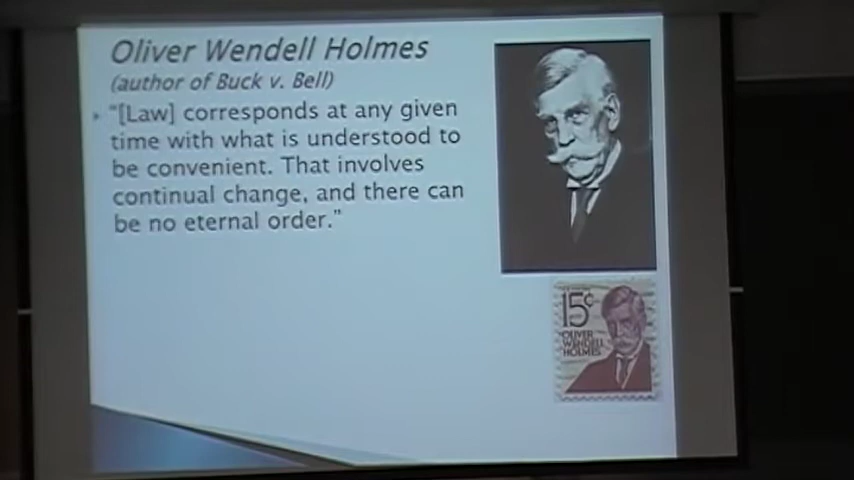 Oliver Wendell Holmes
(author of Buck v. Bell)
"[Law] corresponds at any given
time with what is understood to
be convenient. That involves
continual change, and there can
be no eternal order."
15¢
OLIVER
WENDELL
HOLMES